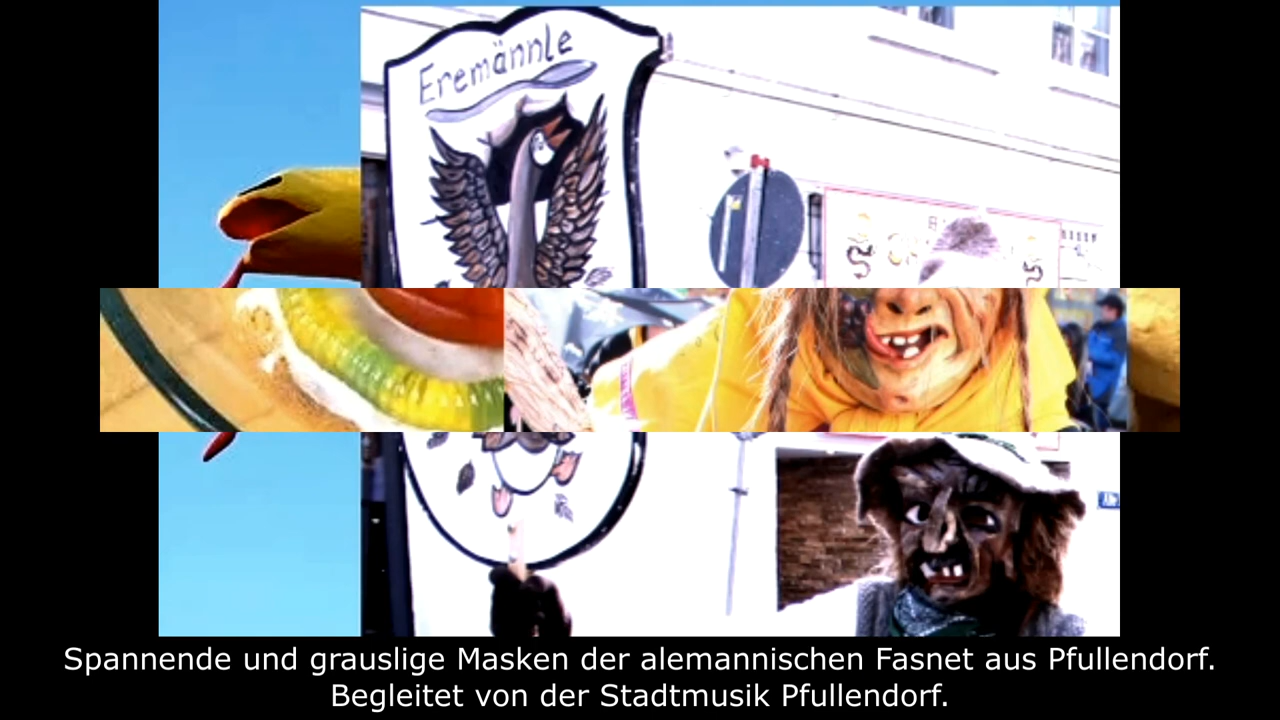 Eremännle
Spannende und grauslige Masken der alemannischen Fasnet aus Pfullendorf.
Begleitet von der Stadtmusik Pfullendorf.